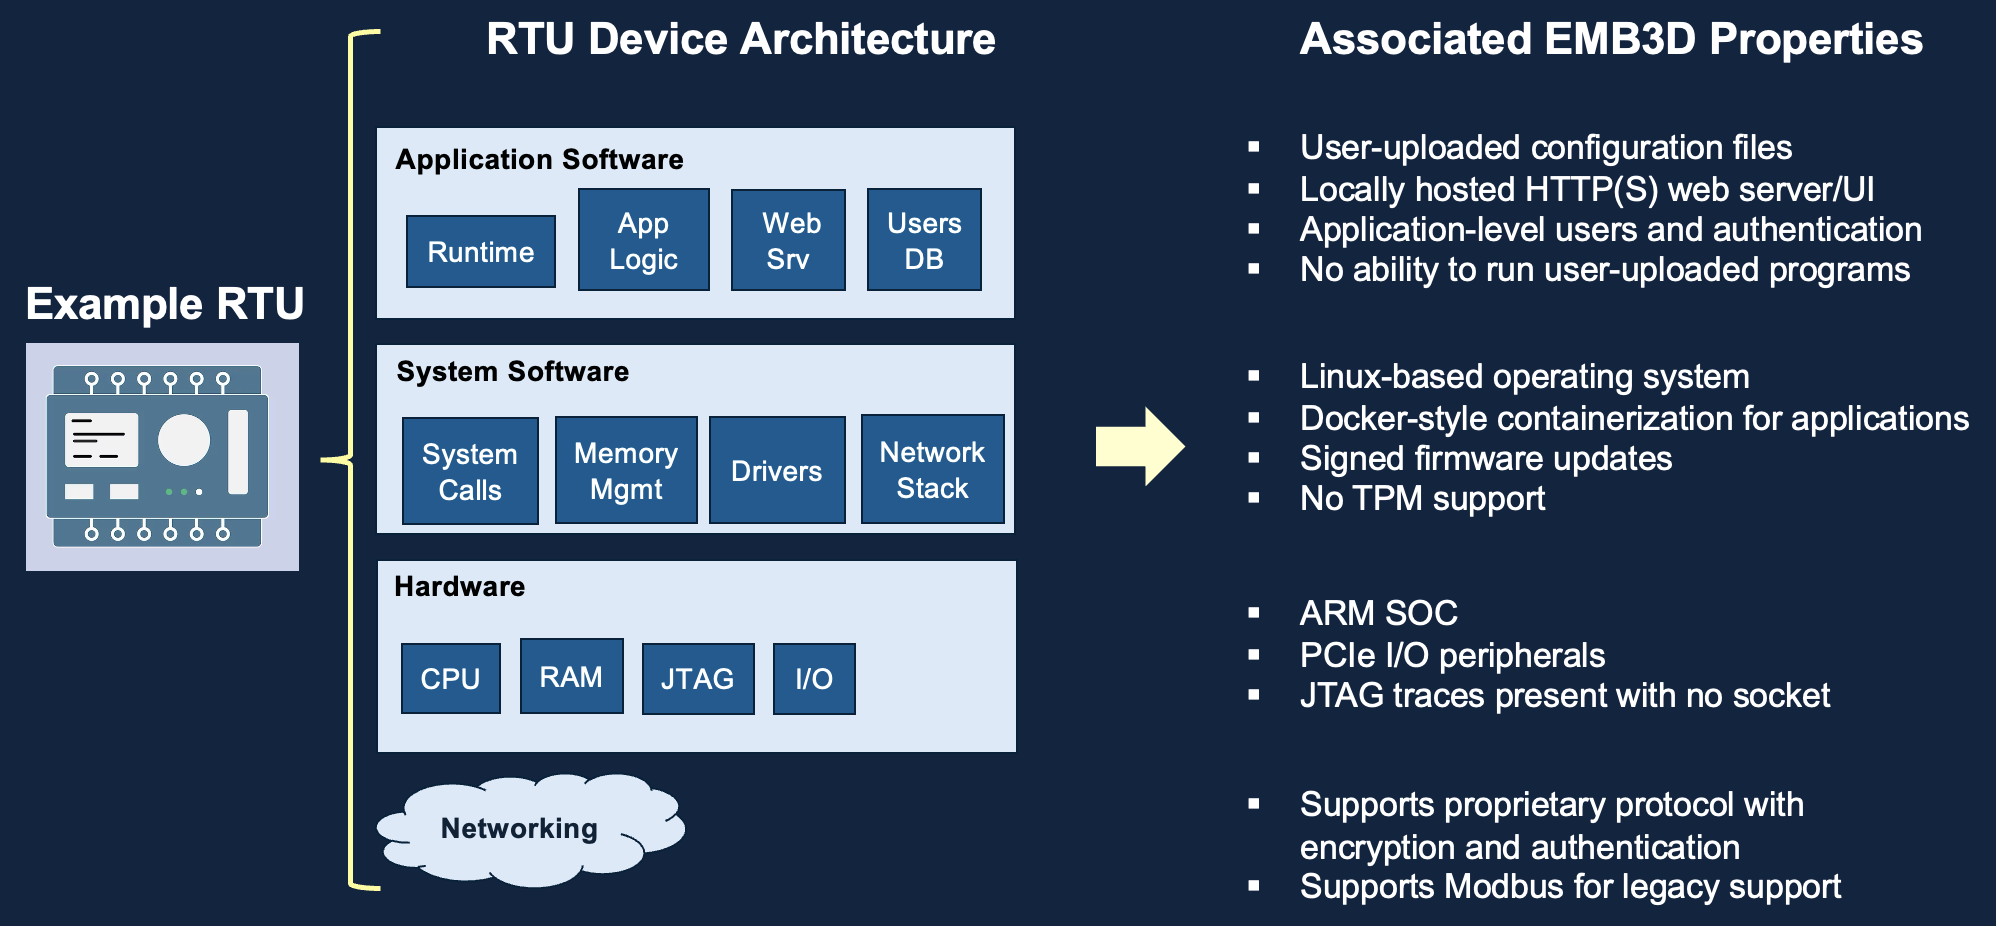 RTU Device Architecture
Associated EMB3D Properties
Example RTU
Application Software
Runtime
App
Logic
Web
Srv
Users
DB
System Software
System
Calls
Memory
Mgmt
Drivers
Network
Stack
Hardware
CPU
RAM
JTAG
I/O
Networking
▪ User-uploaded configuration files
▪ Locally hosted HTTP(S) web server/UI
▪ Application-level users and authentication
▪ No ability to run user-uploaded programs
▪ Linux-based operating system
▪ Docker-style containerization for applications
▪ Signed firmware updates
▪ No TPM support
▪ ARM SOC
▪ PCIe I/O peripherals
▪ JTAG traces present with no socket
▪ Supports proprietary protocol with
encryption and authentication
▪ Supports Modbus for legacy support